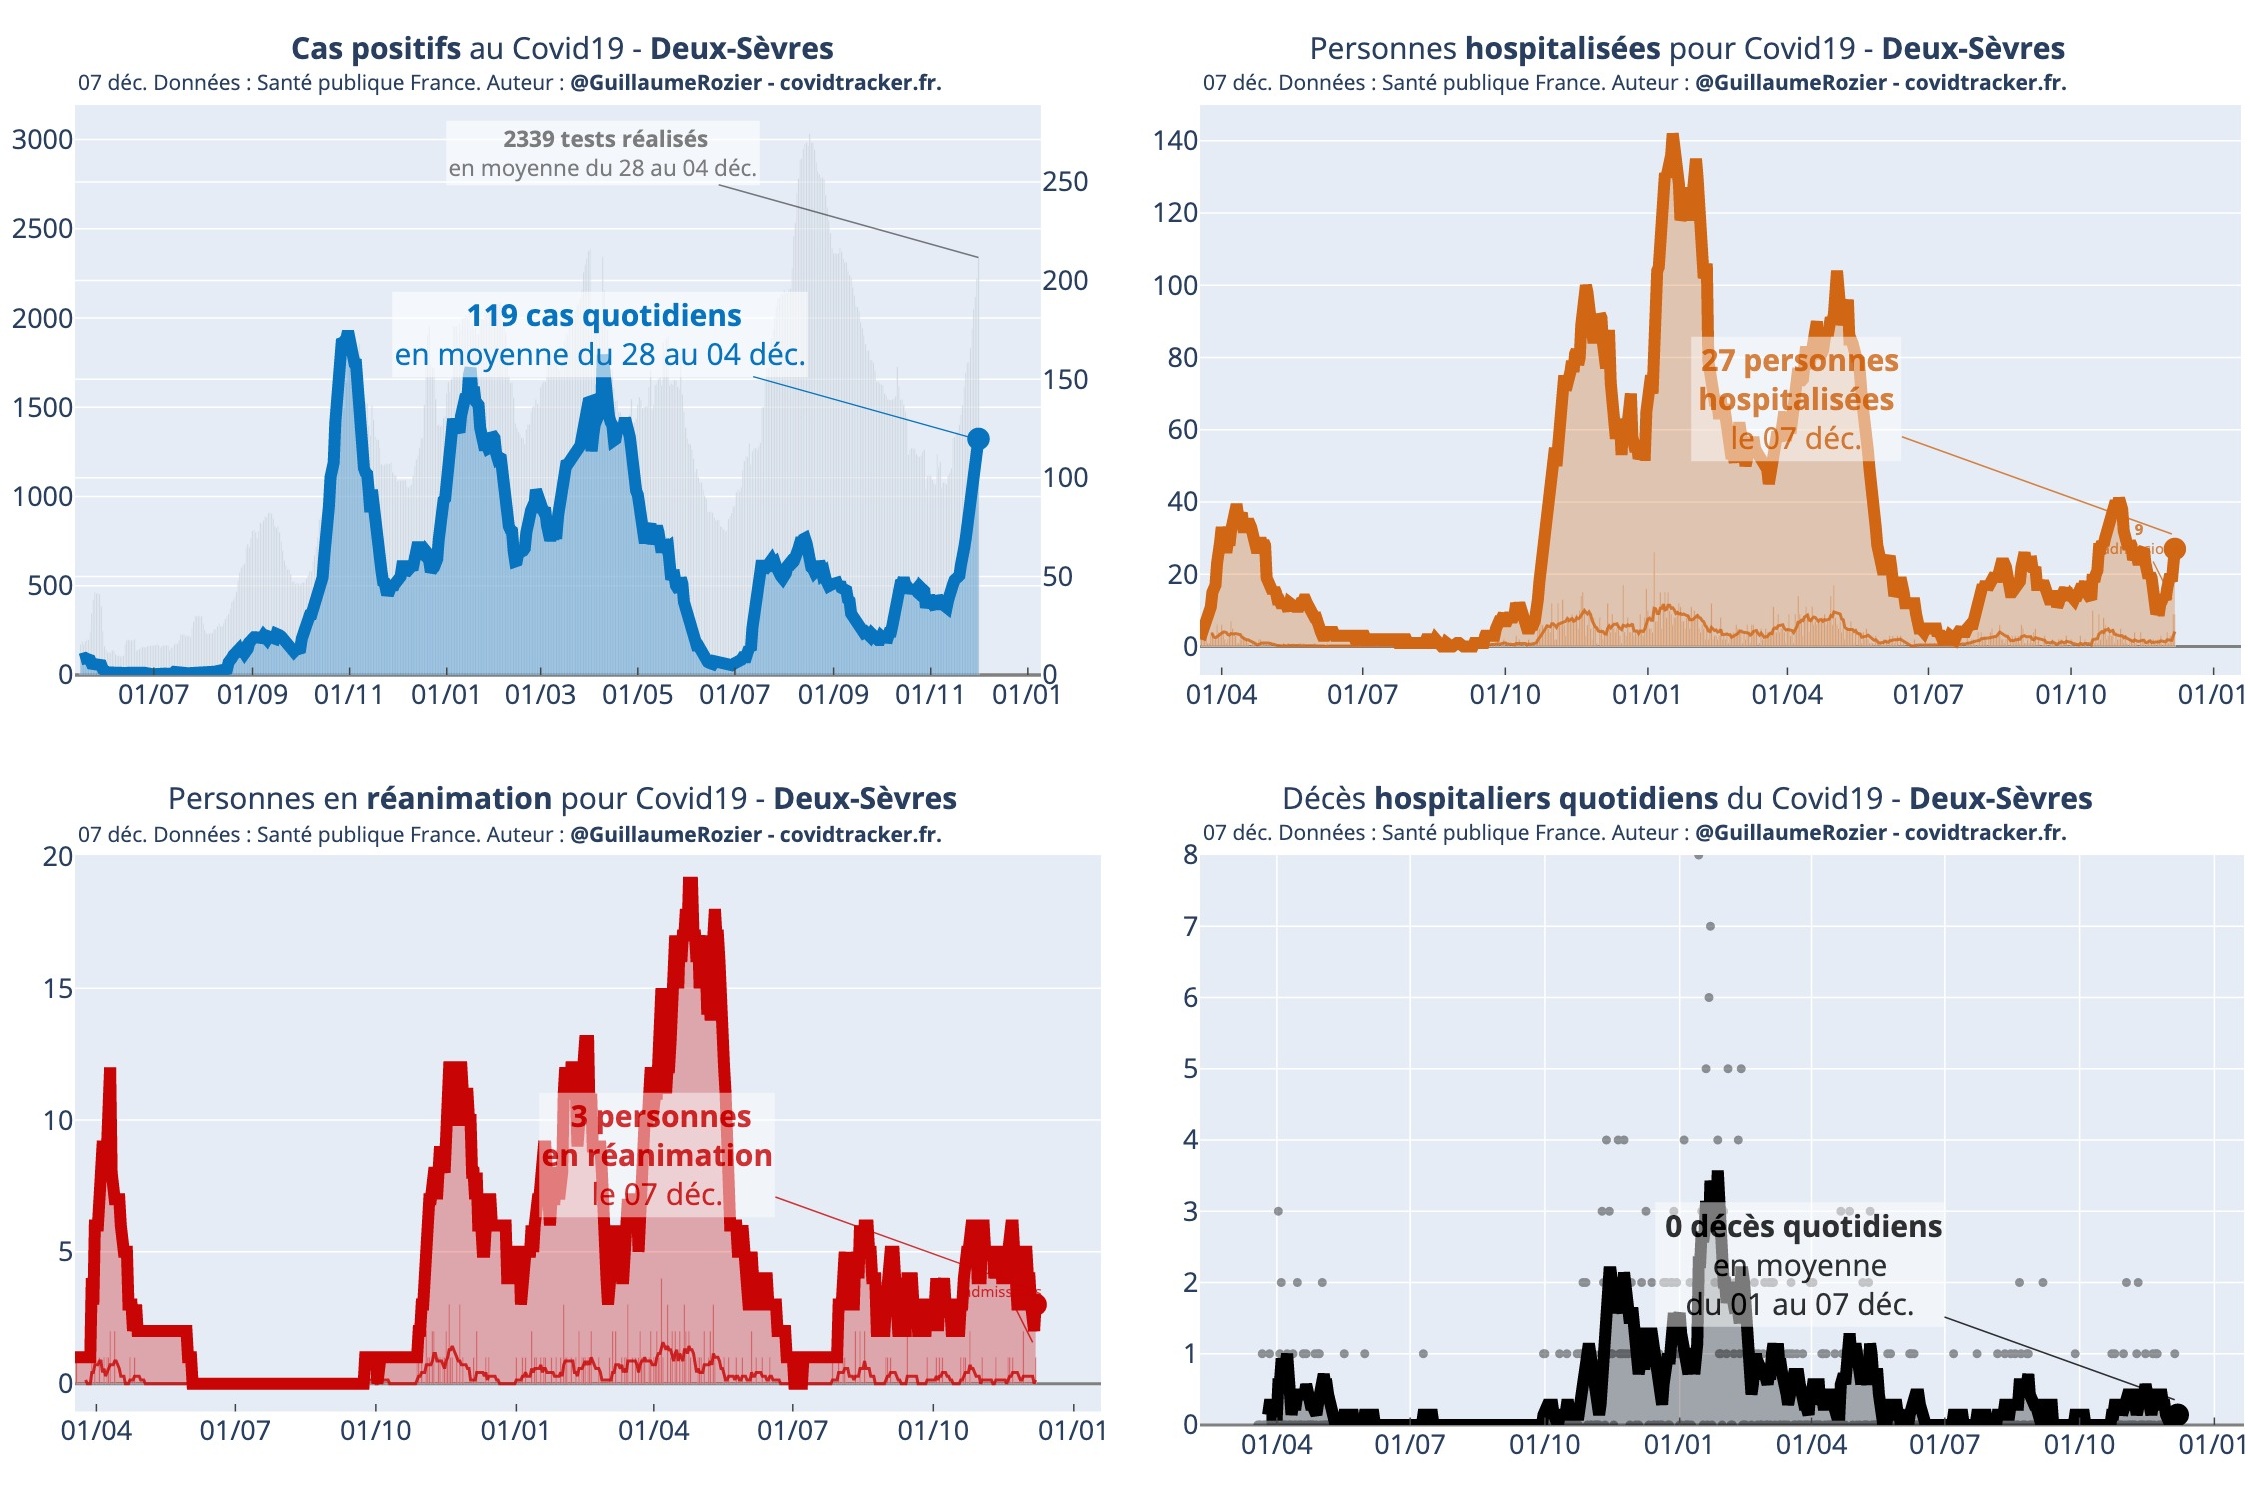 Cas positifs au Covid19 - Deux-Sèvres
07 déc. Données : Santé publique France. Auteur : @GuillaumeRozier - covidtracker.fr.
3000
2500
2000
1500
1000
500
0
250
200
150
100
50
0
2339 tests réalisés
en moyenne du 28 au 04 déc.
119 cas quotidiens
en moyenne du 28 au 04 déc.
01/07 01/09 01/11 01/01 01/03 01/05 01/07 01/09 01/11 01/01
Personnes hospitalisées pour Covid19 - Deux-Sèvres
07 déc. Données : Santé publique France. Auteur : @GuillaumeRozier - covidtracker.fr.
140
120
100
80
60
40
20
0
27 personnes
hospitalisées
le 07 déc.
9
01/04 01/07 01/10 01/01 01/04 01/07 01/10 01/01
Personnes en réanimation pour Covid19 - Deux-Sèvres
07 déc. Données : Santé publique France. Auteur : @GuillaumeRozier - covidtracker.fr.
20
15
10
5
0
3 personnes
en réanimation
le 07 déc.
01/04 01/07 01/10 01/01 01/04 01/07 01/10 01/01
Décès hospitaliers quotidiens du Covid19 - Deux-Sèvres
07 déc. Données : Santé publique France. Auteur : @GuillaumeRozier - covidtracker.fr.
8
7
6
5
4
3
2
1
0
0 décès quotidiens
en moyenne
du 01 au 07 déc.
01/04 01/07 01/10 01/01 01/04 01/07 01/10 01/01